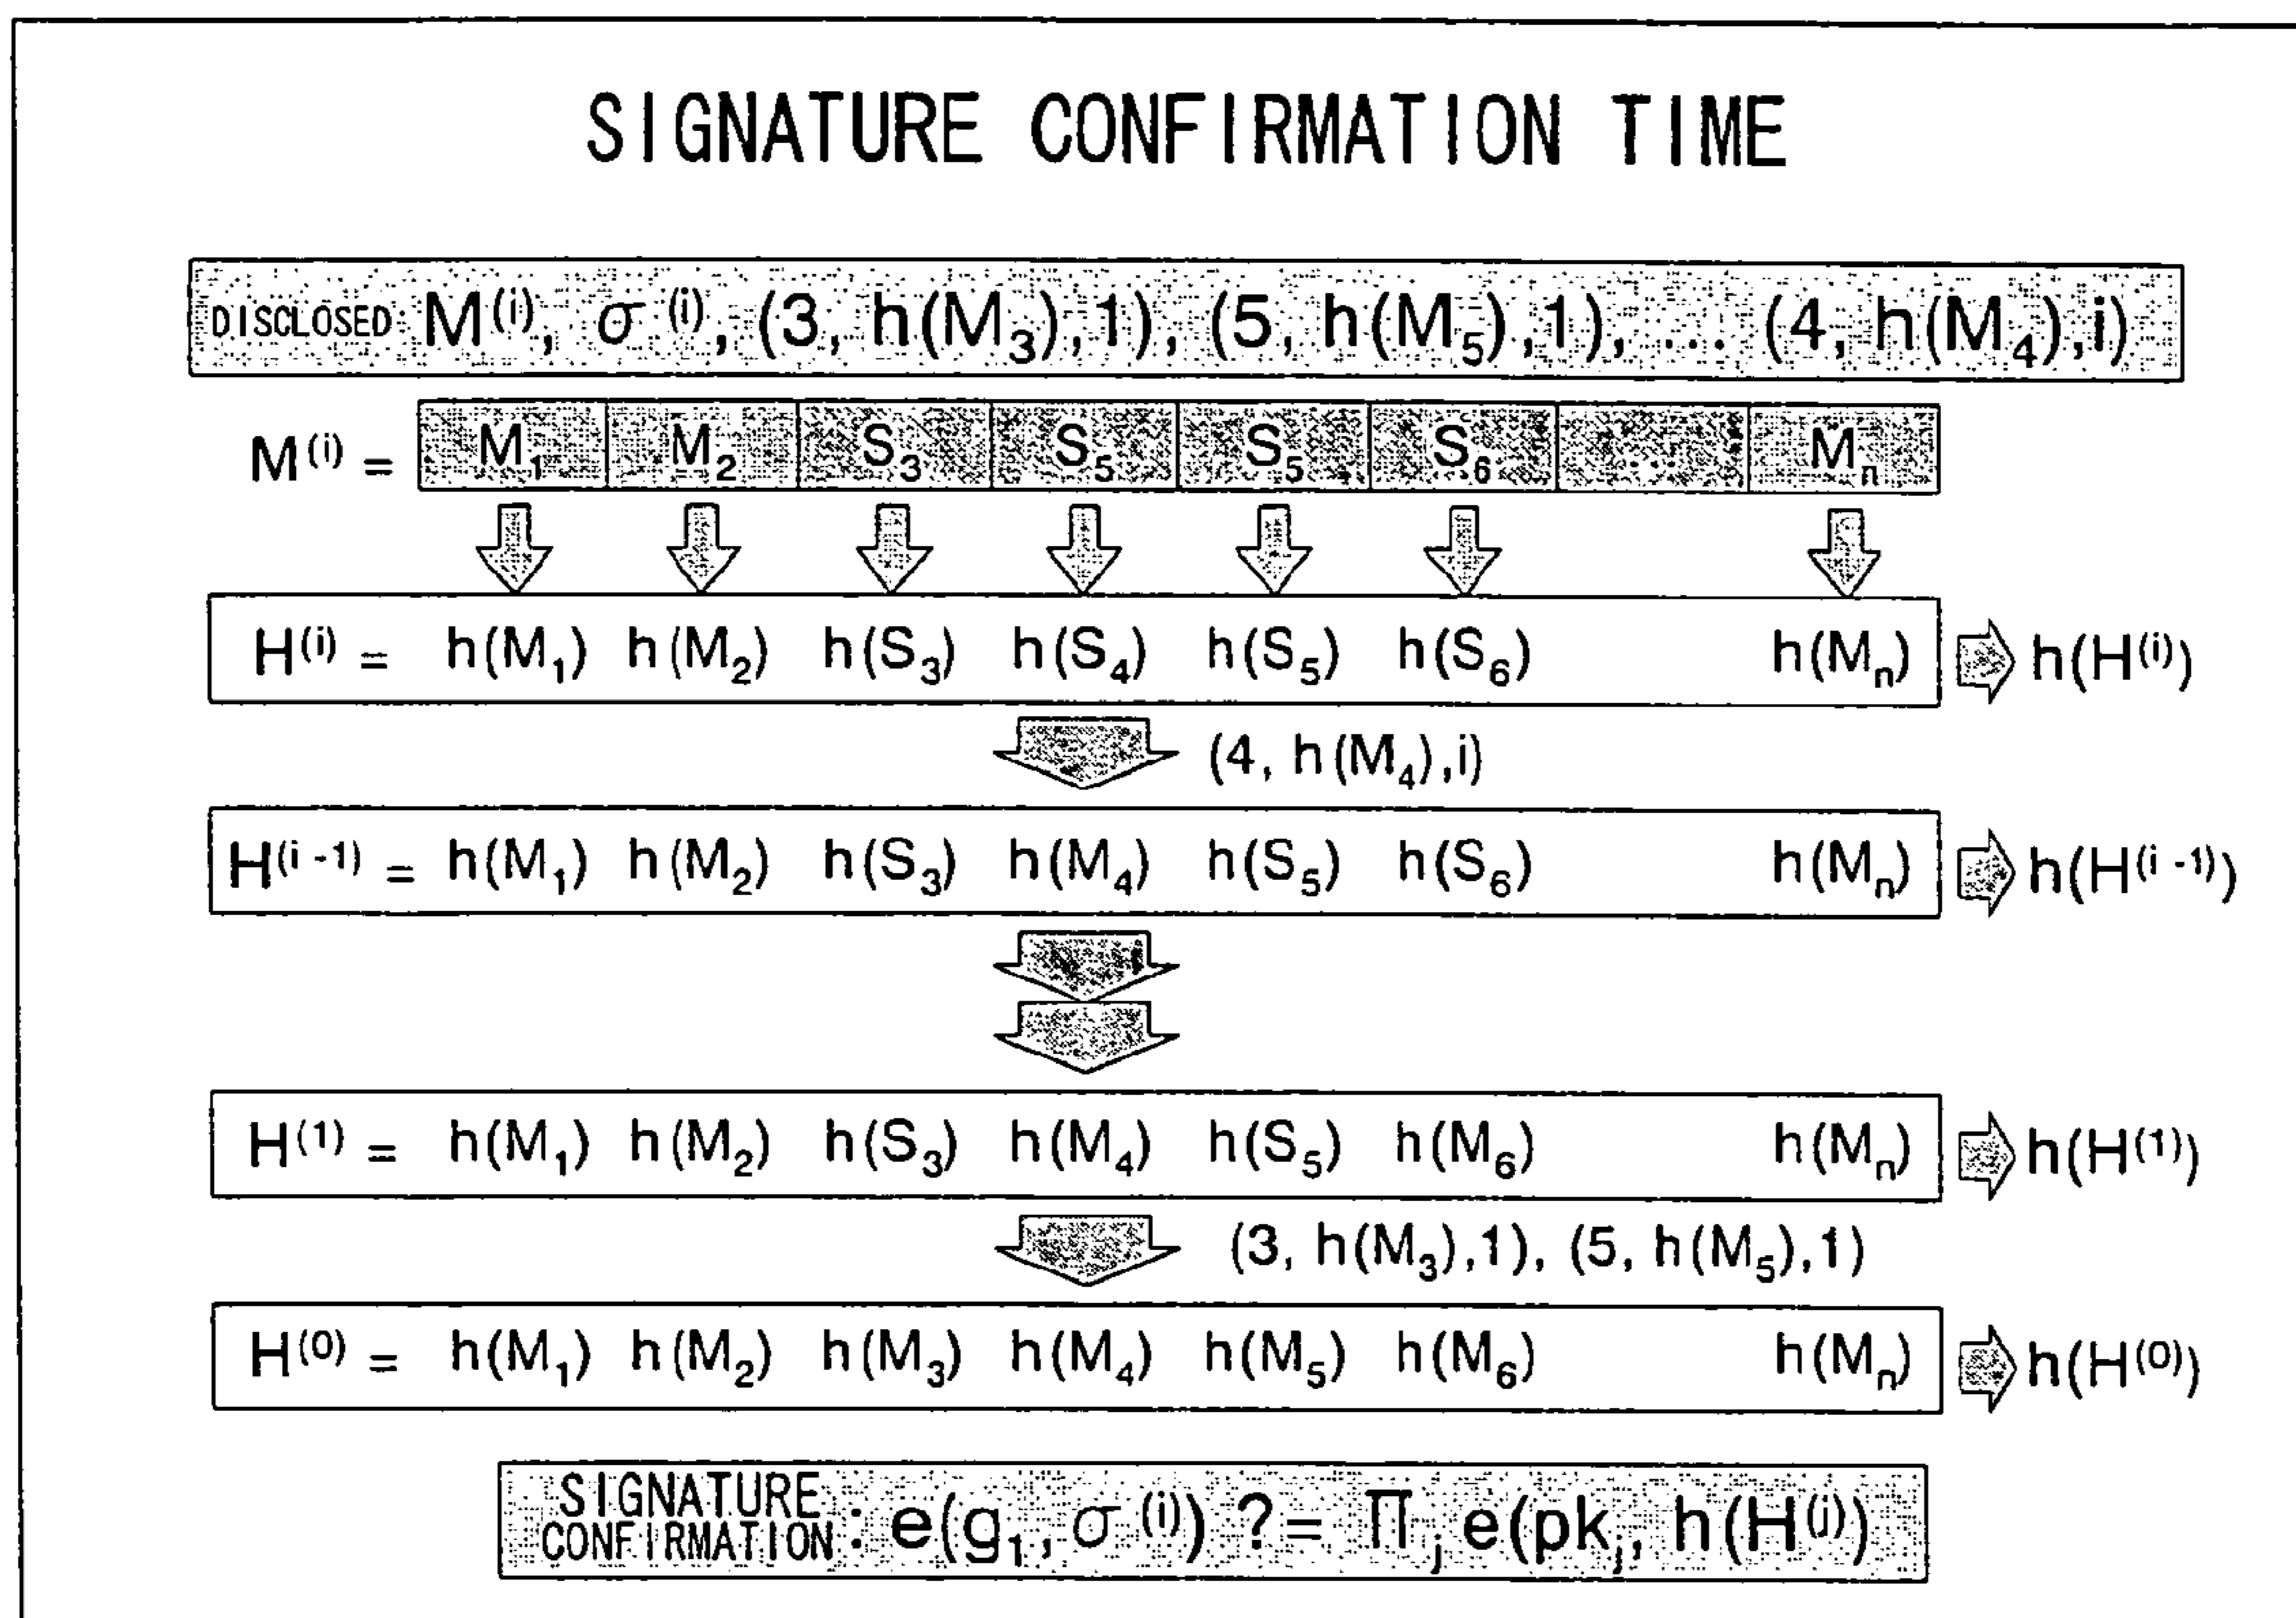 SIGNATURE CONFIRMATION TIME
DISCLOSED: M⁽ⁱ⁾, σ⁽ⁱ⁾, (3, h(M₃),1), (5, h(M₅),1), ... (4, h(M₄),i)
M⁽ⁱ⁾ = M₁ M₂ S₃ S₅ S₅ S₆ ... Mₙ
H⁽ⁱ⁾ = h(M₁) h(M₂) h(S₃) h(S₄) h(S₅) h(S₆) h(Mₙ) h(H⁽ⁱ⁾)
(4, h(M₄),i)
H⁽ⁱ⁻¹⁾ = h(M₁) h(M₂) h(S₃) h(M₄) h(S₅) h(S₆) h(Mₙ) h(H⁽ⁱ⁻¹⁾)
H⁽¹⁾ = h(M₁) h(M₂) h(S₃) h(M₄) h(S₅) h(M₆) h(Mₙ) h(H⁽¹⁾)
(3, h(M₃),1), (5, h(M₅),1)
H⁽⁰⁾ = h(M₁) h(M₂) h(M₃) h(M₄) h(M₅) h(M₆) h(Mₙ) h(H⁽⁰⁾)
SIGNATURE
CONFIRMATION: e(g₁, σ⁽ⁱ⁾) ?= Πⱼ e(pkⱼ, h(H⁽ʲ⁾)